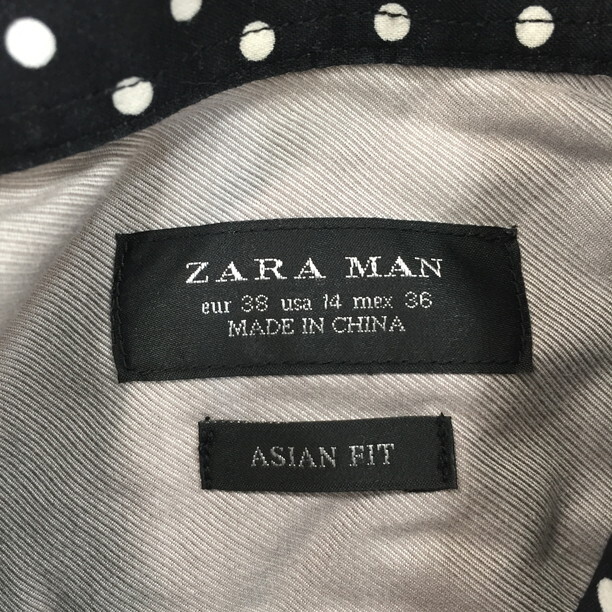 ZARA MAN
eur 38 usa 14 mex 36
MADE IN CHINA
ASIAN FIT